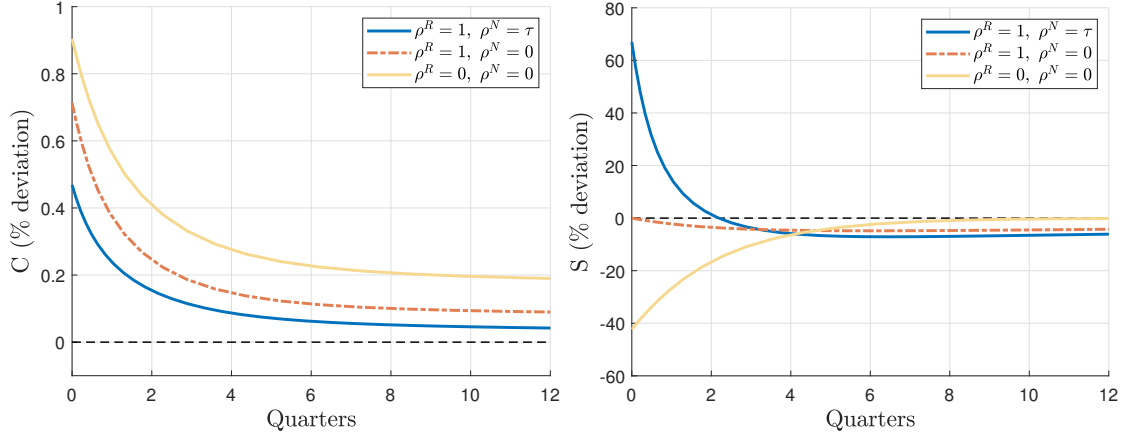 1
0.8
0.6
0.4
0.2
0
C (% deviation)
0 2 4 6 8 10 12
Quarters
ρ^R = 1, ρ^N = τ
ρ^R = 1, ρ^N = 0
ρ^R = 0, ρ^N = 0
80
60
40
20
0
-20
-40
-60
S (% deviation)
0 2 4 6 8 10 12
Quarters
ρ^R = 1, ρ^N = τ
ρ^R = 1, ρ^N = 0
ρ^R = 0, ρ^N = 0